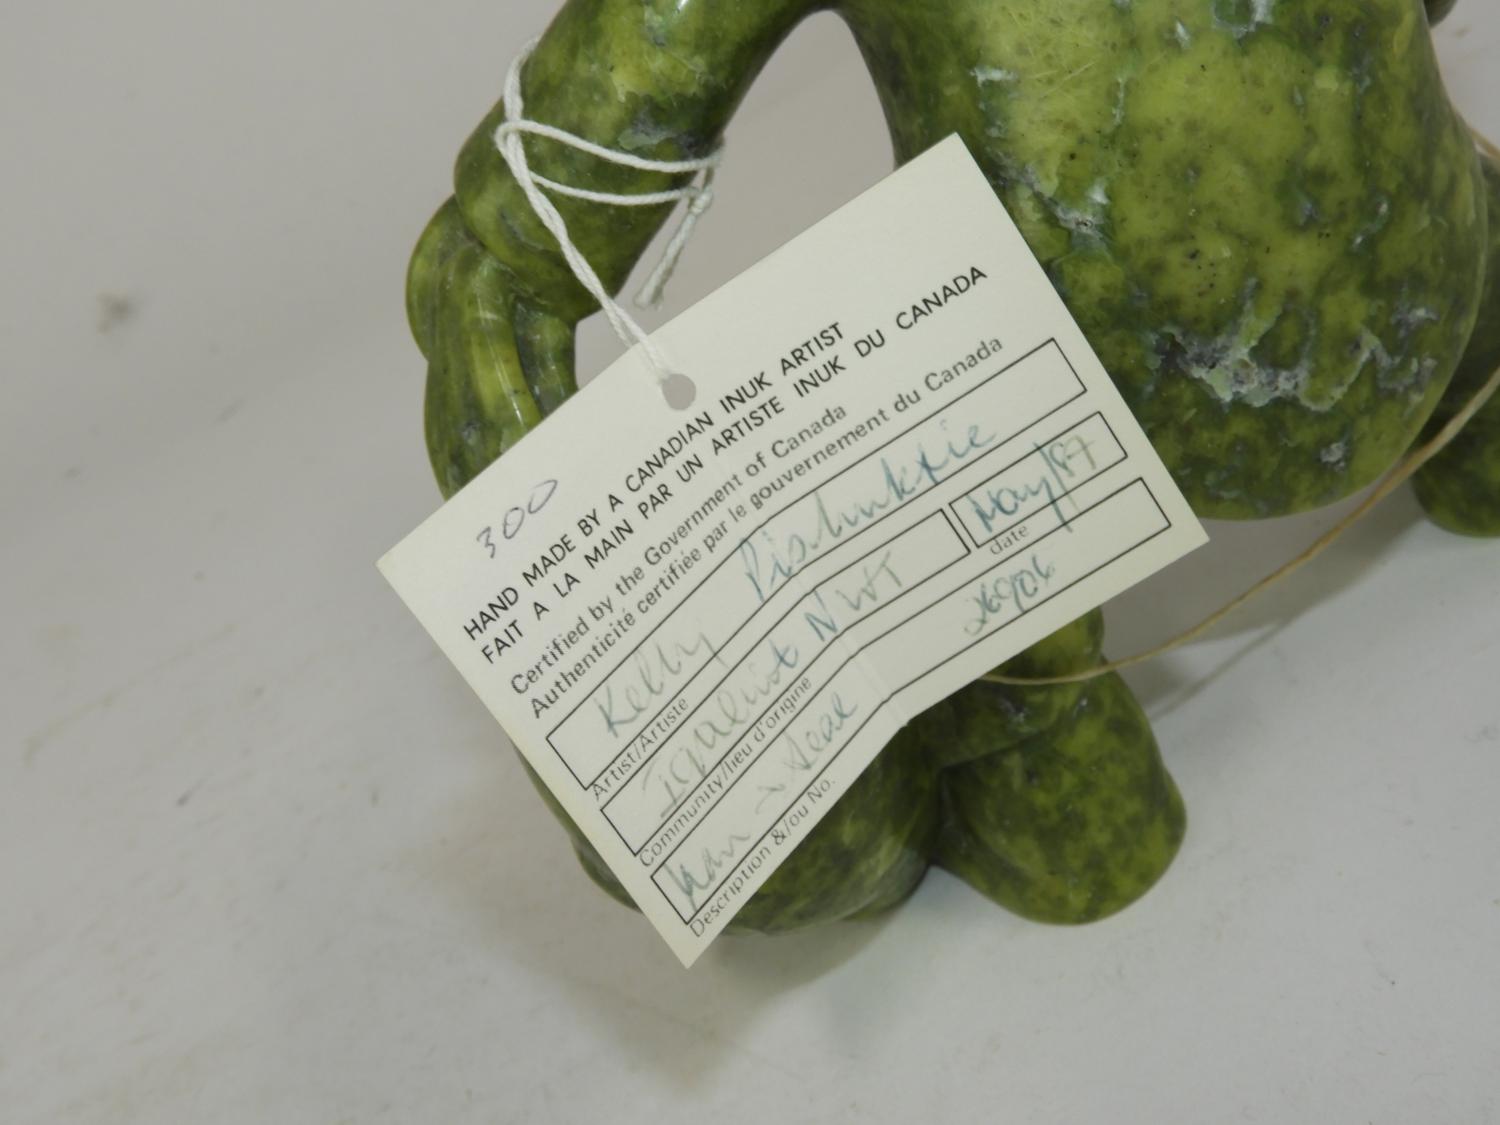 300
HAND MADE BY A CANADIAN INUK ARTIST
FAIT A LA MAIN PAR UN ARTISTE INUK DU CANADA
Certified by the Government of Canada
Authenticité certifiée par le gouvernement du Canada
Kelly Pishuktie
Artist/Artiste
Iqaluit NWT May/87
Community/lieu d'origine date
Man & Seal 26906
Description &/ou No.